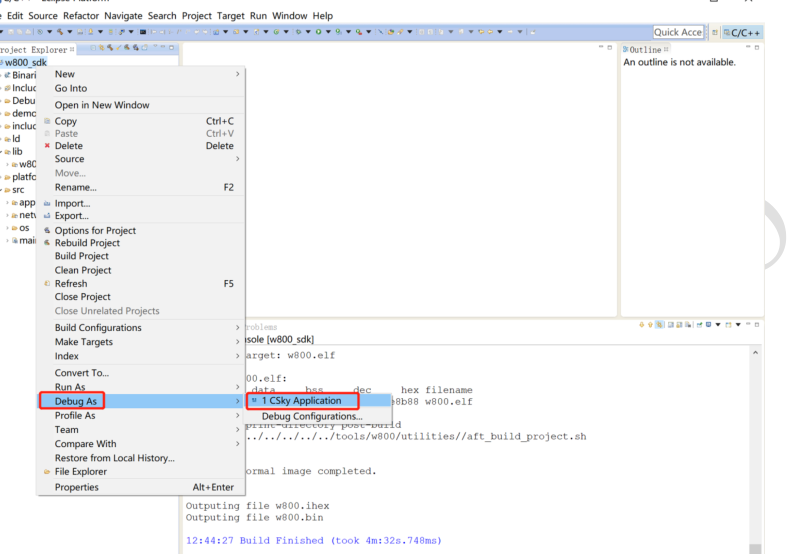 Edit Source Refactor Navigate Search Project Target Run Window Help
Quick Acce
C/C++
roject Explorer
Outline
w800_sdk
An outline is not available.
Binari
Includ
Debu
demo
includ
ld
lib
w80
platfo
src
app
netw
os
mai
New
Go Into
Open in New Window
Copy Ctrl+C
Paste Ctrl+V
Delete Delete
Source
Move...
Rename... F2
Import...
Export...
Options for Project
Rebuild Project
Build Project
Clean Project
Refresh F5
Close Project
Close Unrelated Projects
Build Configurations
Make Targets
Index
Convert To...
Run As
Debug As
Profile As
Team
Compare With
Restore from Local History...
File Explorer
Properties Alt+Enter
1 CSky Application
Debug Configurations...
roblems
sole [w800_sdk]
arget: w800.elf
00.elf:
data bss dec hex filename
8b88 w800.elf
print-directory post-build
../../../../../tools/w800/utilities//aft_build_project.sh
ormal image completed.
Outputing file w800.ihex
Outputing file w800.bin
12:44:27 Build Finished (took 4m:32s.748ms)